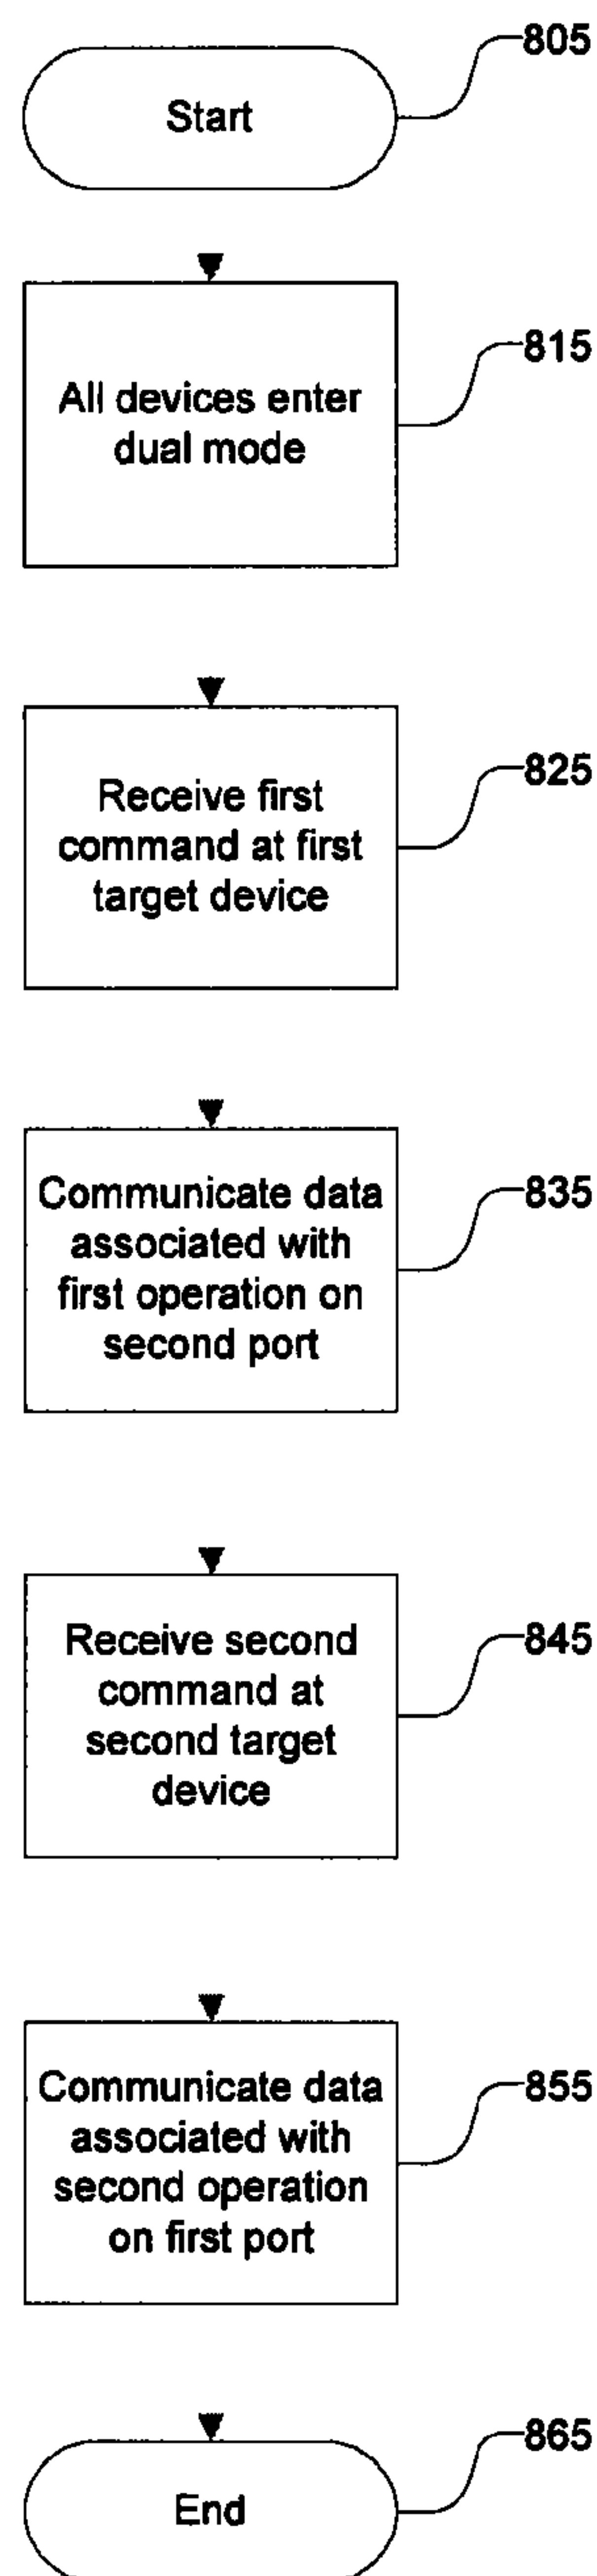 805
Start
815
All devices enter
dual mode
825
Receive first
command at first
target device
835
Communicate data
associated with
first operation on
second port
845
Receive second
command at
second target
device
855
Communicate data
associated with
second operation
on first port
865
End